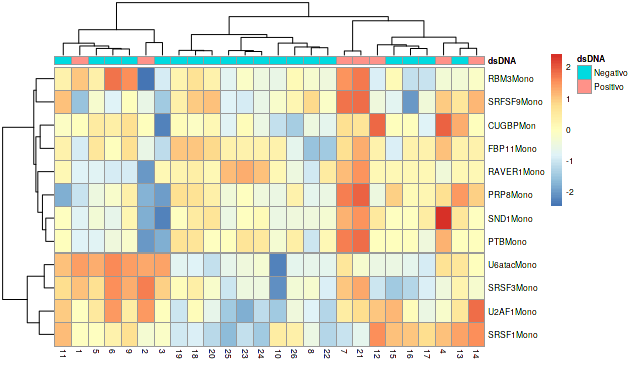 dsDNA
dsDNA
Negativo
Positivo
2
1
0
-1
-2
RBM3Mono
SRFSF9Mono
CUGBPMon
FBP11Mono
RAVER1Mono
PRP8Mono
SND1Mono
PTBMono
U6atacMono
SRSF3Mono
U2AF1Mono
SRSF1Mono
11 1 5 6 9 2 3 19 18 20 25 23 24 10 26 8 22 7 21 12 15 16 17 4 13 14